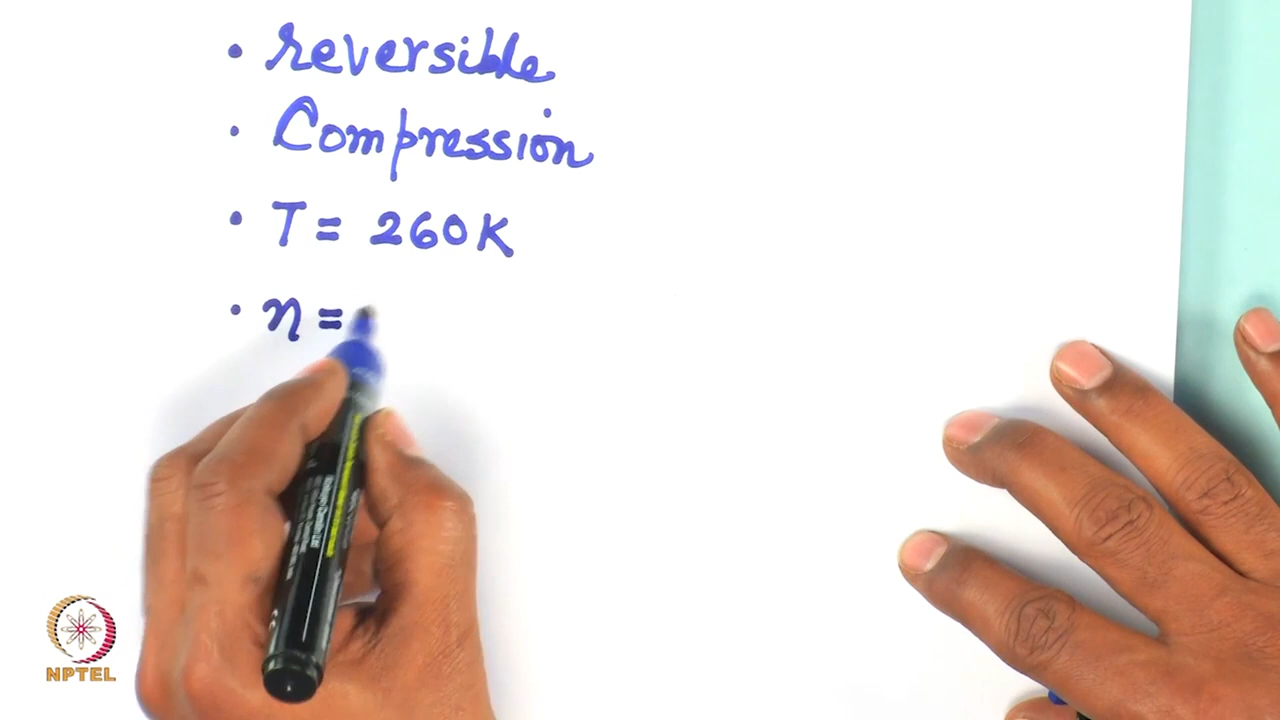 • reversible
• Compression
• T = 260K
• n =
NPTEL